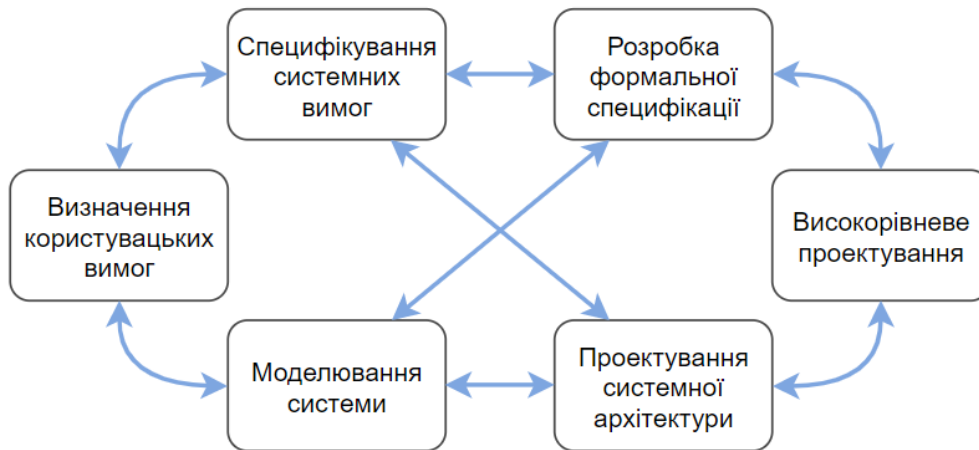 Специфікування
системних
вимог
Розробка
формальної
специфікації
Визначення
користувацьких
вимог
Високорівневе
проектування
Моделювання
системи
Проектування
системної
архітектури